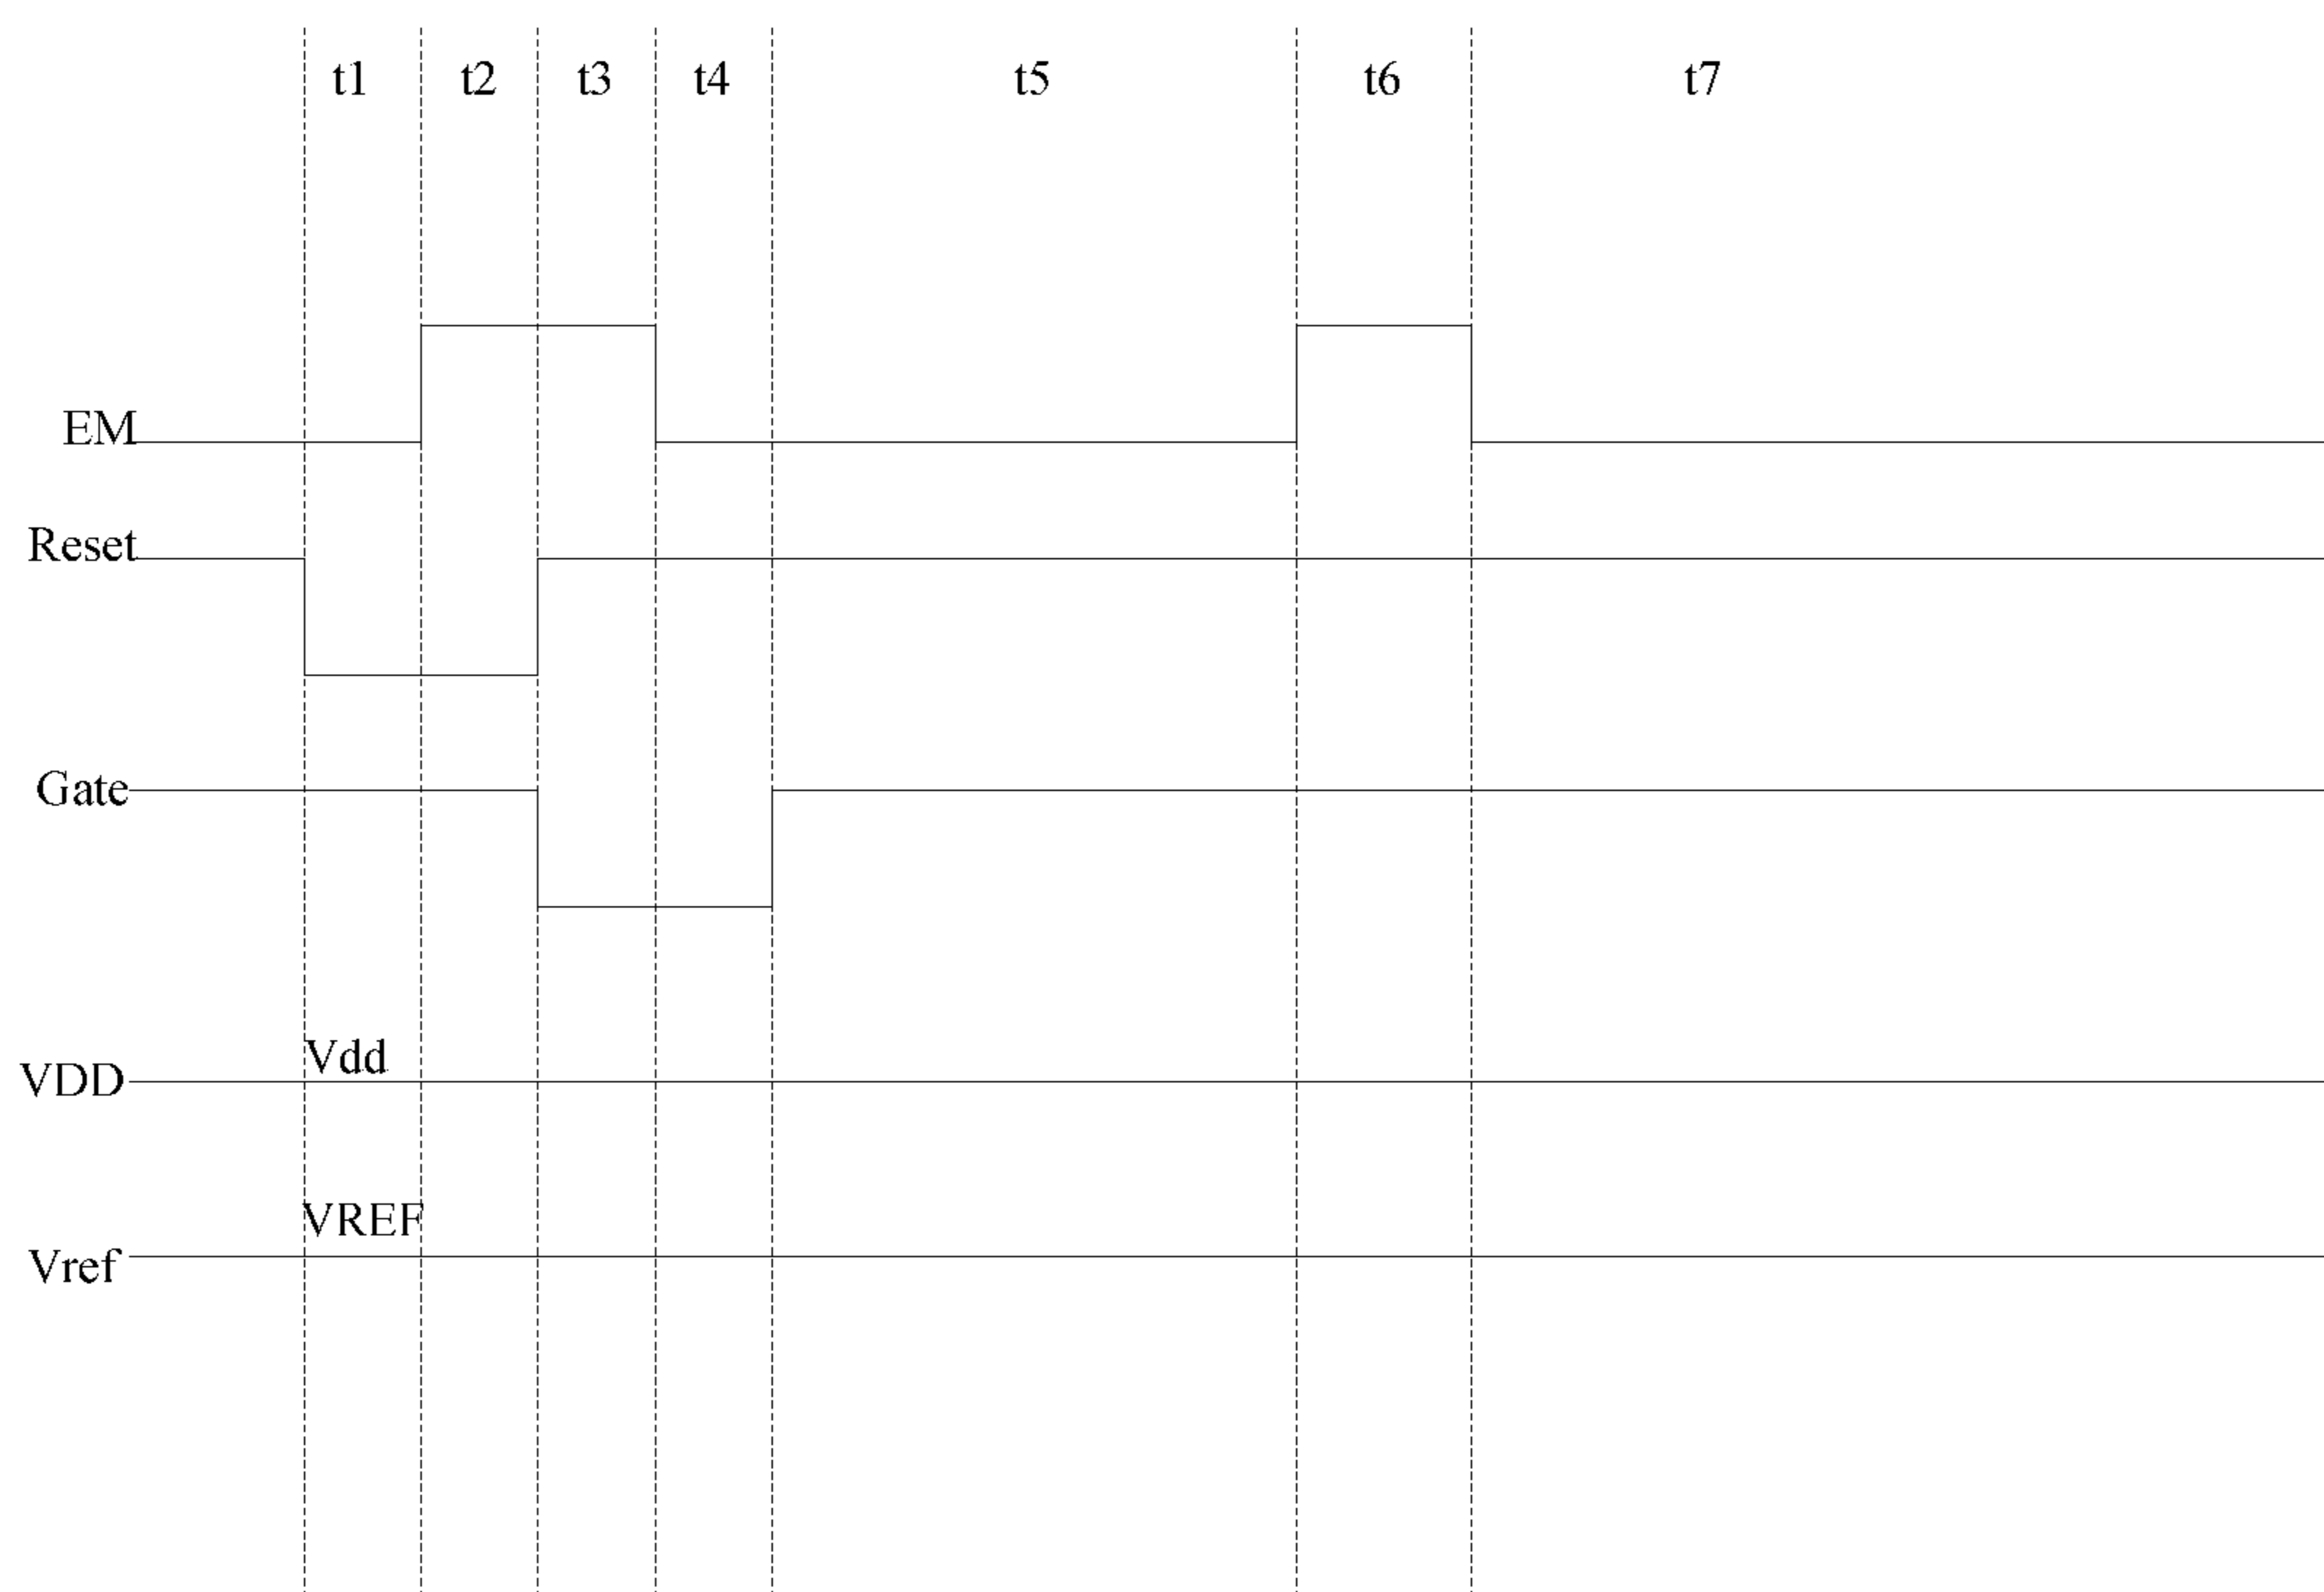 t1 t2 t3 t4 t5 t6 t7
EM
Reset
Gate
Vdd
VDD
VREF
Vref